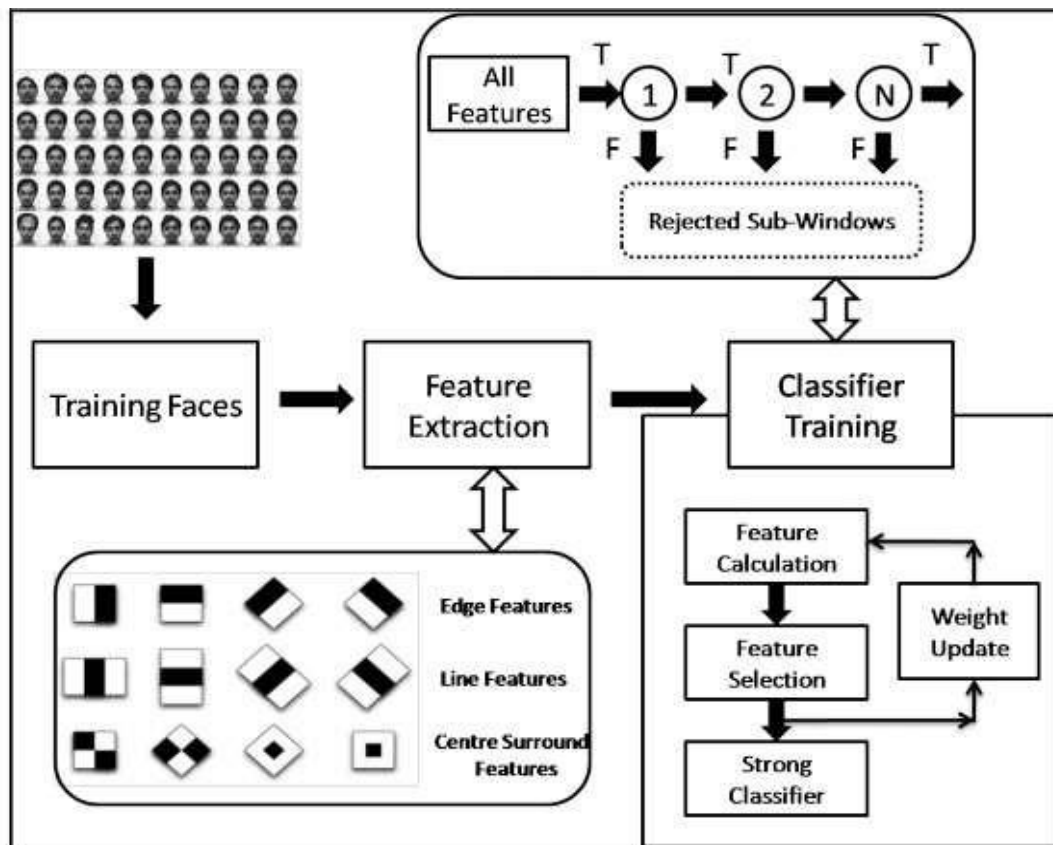 All
Features
T
1
T
2
N
T
F
F
F
Rejected Sub-Windows
Training Faces
Feature
Extraction
Classifier
Training
Edge Features
Line Features
Centre Surround
Features
Feature
Calculation
Feature
Selection
Strong
Classifier
Weight
Update